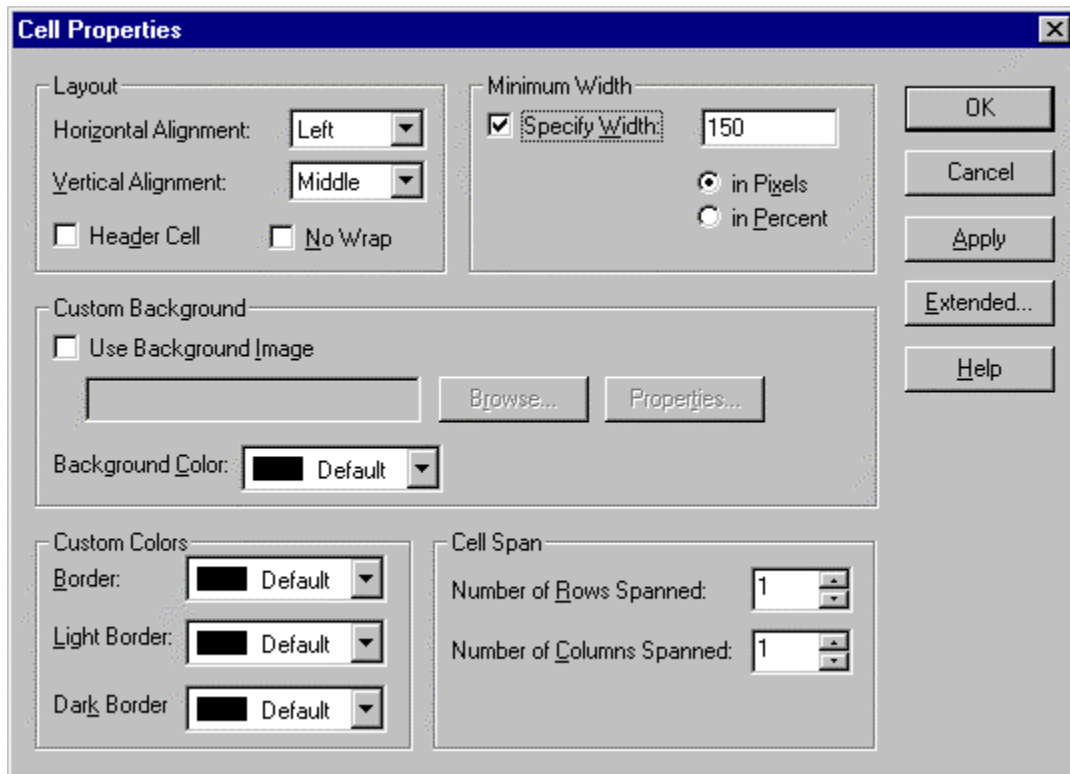 Cell Properties
Layout
Horizontal Alignment: Left
Vertical Alignment: Middle
Header Cell No Wrap
Minimum Width
Specify Width: 150
in Pixels
in Percent
OK
Cancel
Apply
Extended...
Help
Custom Background
Use Background Image
Browse... Properties...
Background Color: Default
Custom Colors
Border: Default
Light Border: Default
Dark Border Default
Cell Span
Number of Rows Spanned: 1
Number of Columns Spanned: 1